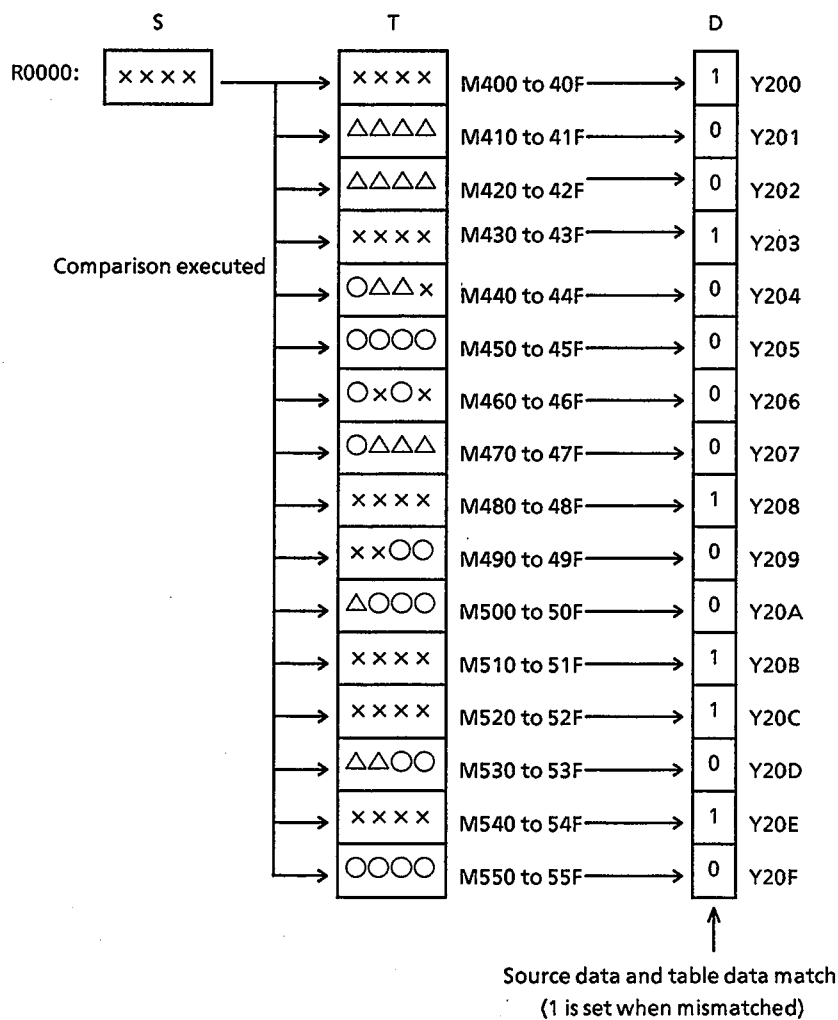 S T D
R0000: ×××× ×××× M400 to 40F 1 Y200
△△△△ M410 to 41F 0 Y201
△△△△ M420 to 42F 0 Y202
×××× M430 to 43F 1 Y203
Comparison executed
○△△× M440 to 44F 0 Y204
○○○○ M450 to 45F 0 Y205
○×○× M460 to 46F 0 Y206
○△△△ M470 to 47F 0 Y207
×××× M480 to 48F 1 Y208
××○○ M490 to 49F 0 Y209
△○○○ M500 to 50F 0 Y20A
×××× M510 to 51F 1 Y20B
×××× M520 to 52F 1 Y20C
△△○○ M530 to 53F 0 Y20D
×××× M540 to 54F 1 Y20E
○○○○ M550 to 55F 0 Y20F
Source data and table data match
(1 is set when mismatched)